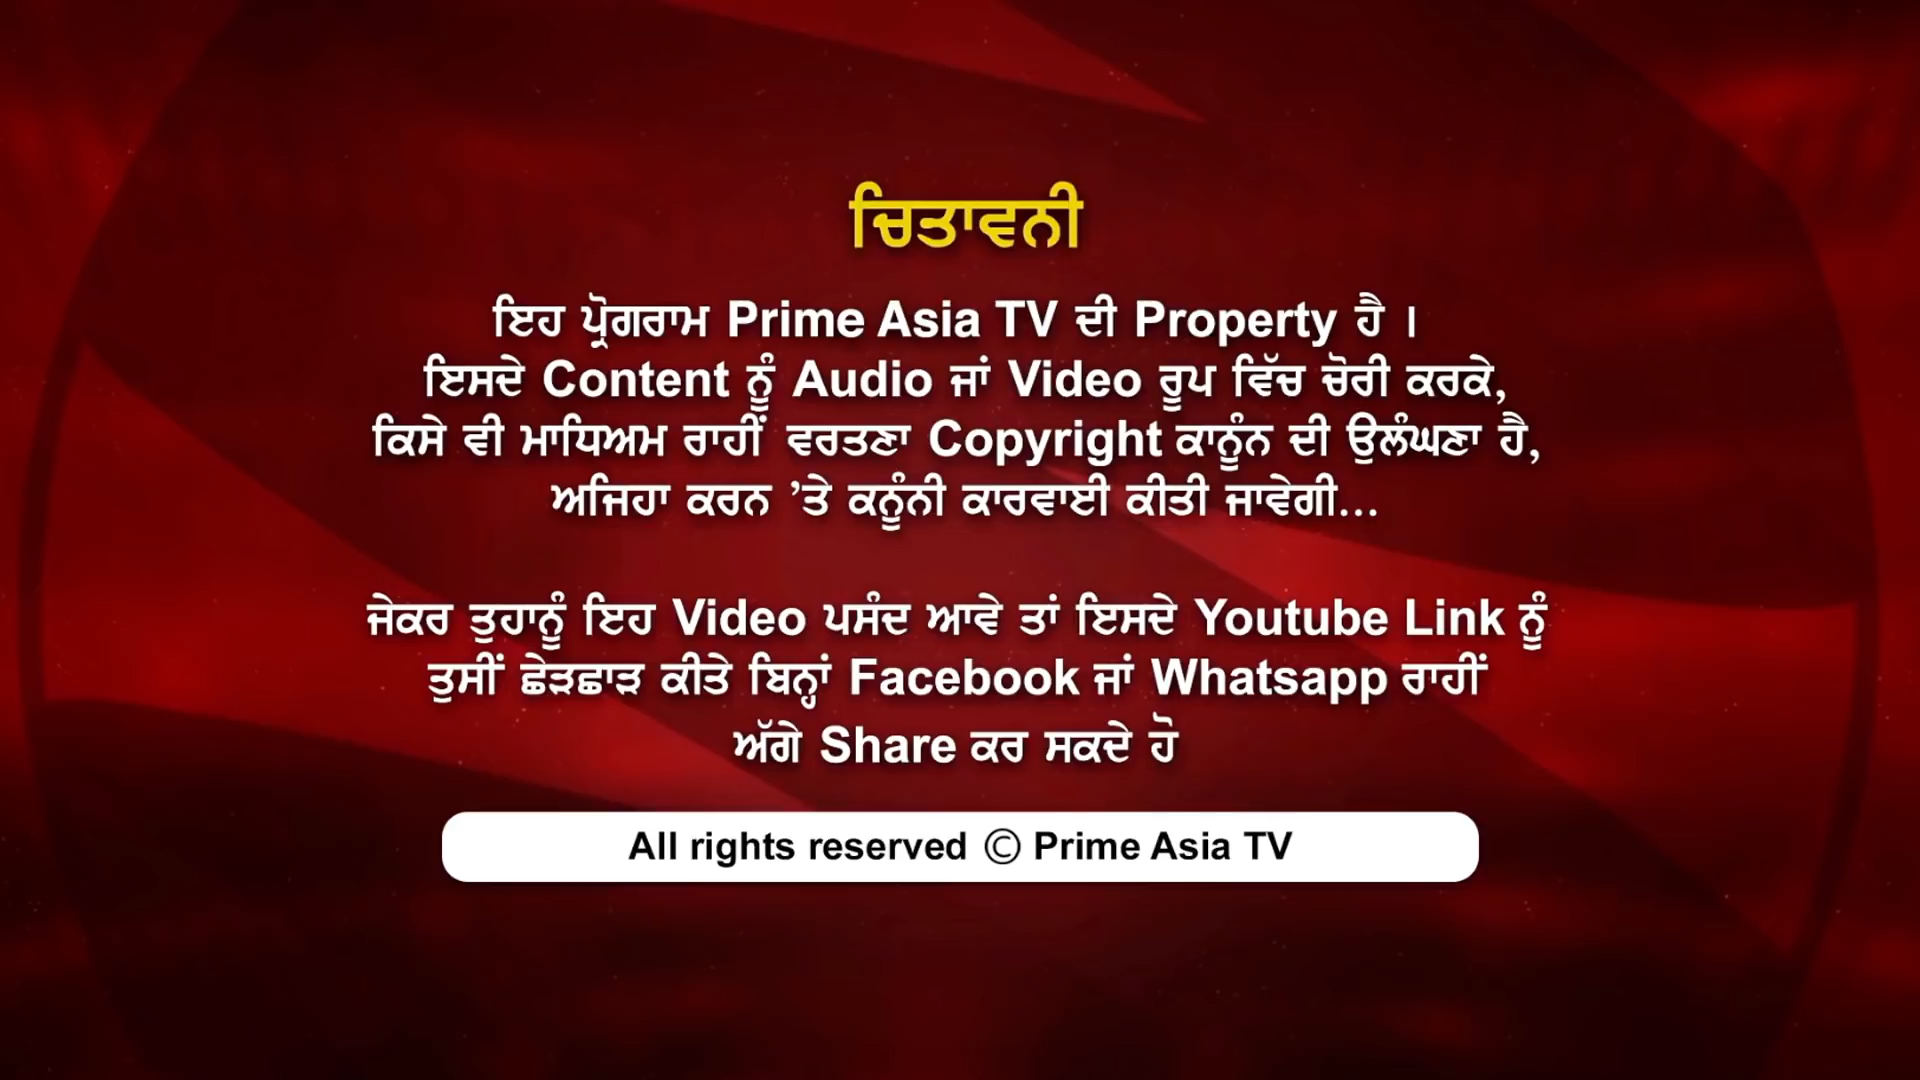 ਚਿਤਾਵਨੀ
ਇਹ ਪ੍ਰੋਗਰਾਮ Prime Asia TV ਦੀ Property ਹੈ ।
ਇਸਦੇ Content ਨੂੰ Audio ਜਾਂ Video ਰੂਪ ਵਿੱਚ ਚੋਰੀ ਕਰਕੇ,
ਕਿਸੇ ਵੀ ਮਾਧਿਅਮ ਰਾਹੀਂ ਵਰਤਣਾ Copyright ਕਾਨੂੰਨ ਦੀ ਉਲੰਘਣਾ ਹੈ,
ਅਜਿਹਾ ਕਰਨ ’ਤੇ ਕਨੂੰਨੀ ਕਾਰਵਾਈ ਕੀਤੀ ਜਾਵੇਗੀ...
ਜੇਕਰ ਤੁਹਾਨੂੰ ਇਹ Video ਪਸੰਦ ਆਵੇ ਤਾਂ ਇਸਦੇ Youtube Link ਨੂੰ
ਤੁਸੀਂ ਛੇੜਛਾੜ ਕੀਤੇ ਬਿਨ੍ਹਾਂ Facebook ਜਾਂ Whatsapp ਰਾਹੀਂ
ਅੱਗੇ Share ਕਰ ਸਕਦੇ ਹੋ
All rights reserved © Prime Asia TV